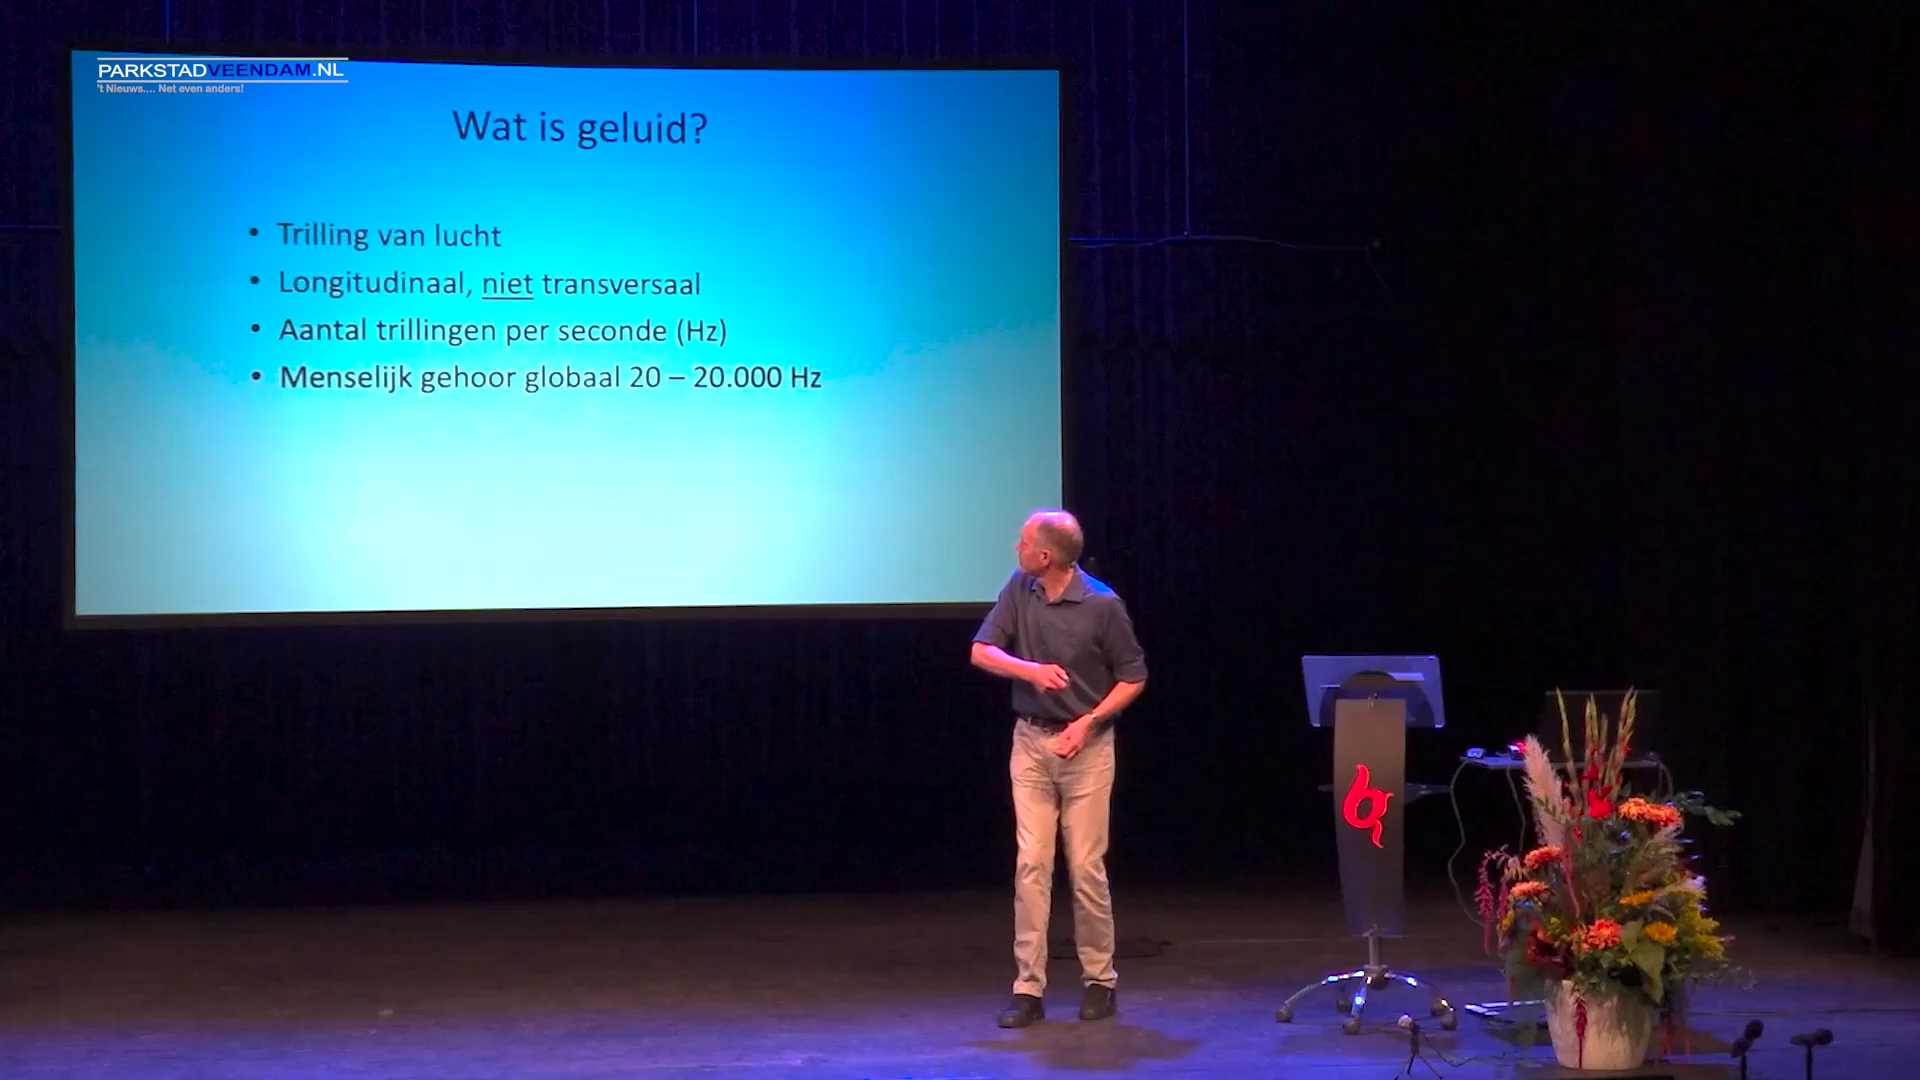 PARKSTADVEENDAM.NL
't Nieuws.... Net even anders!
Wat is geluid?
• Trilling van lucht
• Longitudinaal, niet transversaal
• Aantal trillingen per seconde (Hz)
• Menselijk gehoor globaal 20 – 20.000 Hz